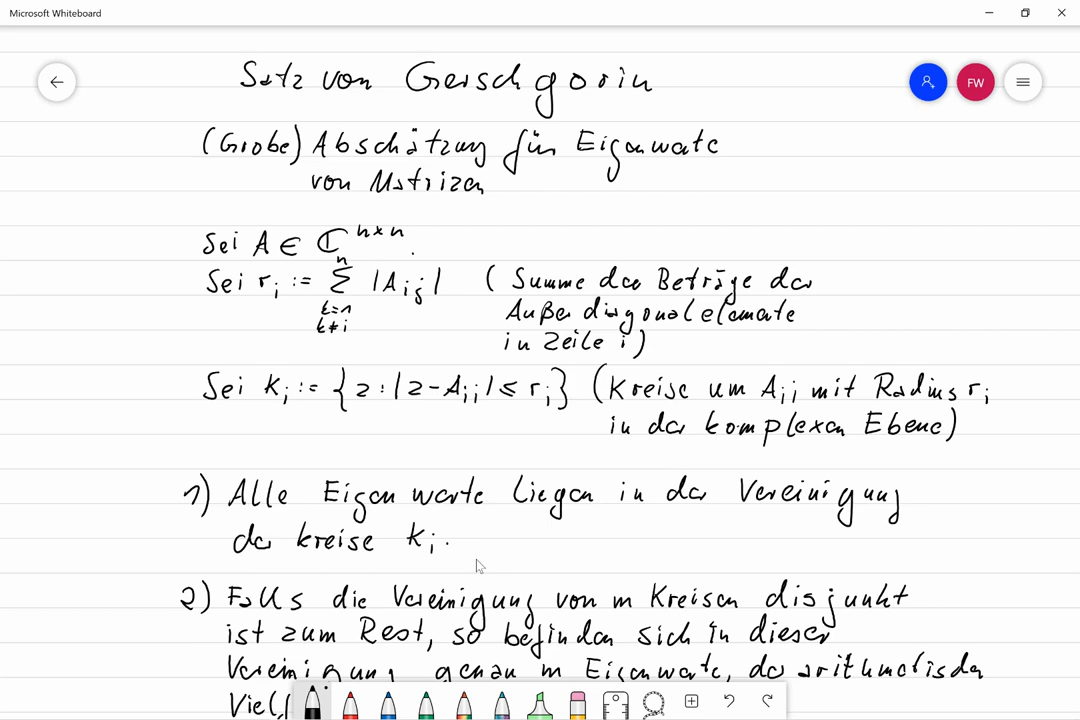 Microsoft Whiteboard
FW
Satz von Gerschgorin
(Grobe) Abschätzung für Eigenwerte
von Matrizen
Sei A ∈ ℂ^{n×n}.
Sei r_i := ∑_{k=1, k≠i}^{n} |A_{ij}| (Summe der Beträge der
Außerdiagonalelemente
in Zeile i)
Sei K_i := {z : |z - A_{ii}| ≤ r_i} (Kreise um A_{ii} mit Radius r_i
in der komplexen Ebene)
1) Alle Eigenwerte liegen in der Vereinigung
der Kreise K_i.
2) Falls die Vereinigung von m Kreisen disjunkt
ist zum Rest, so befinden sich in dieser
Vereinigung genau m Eigenwerte, der arithmetischen